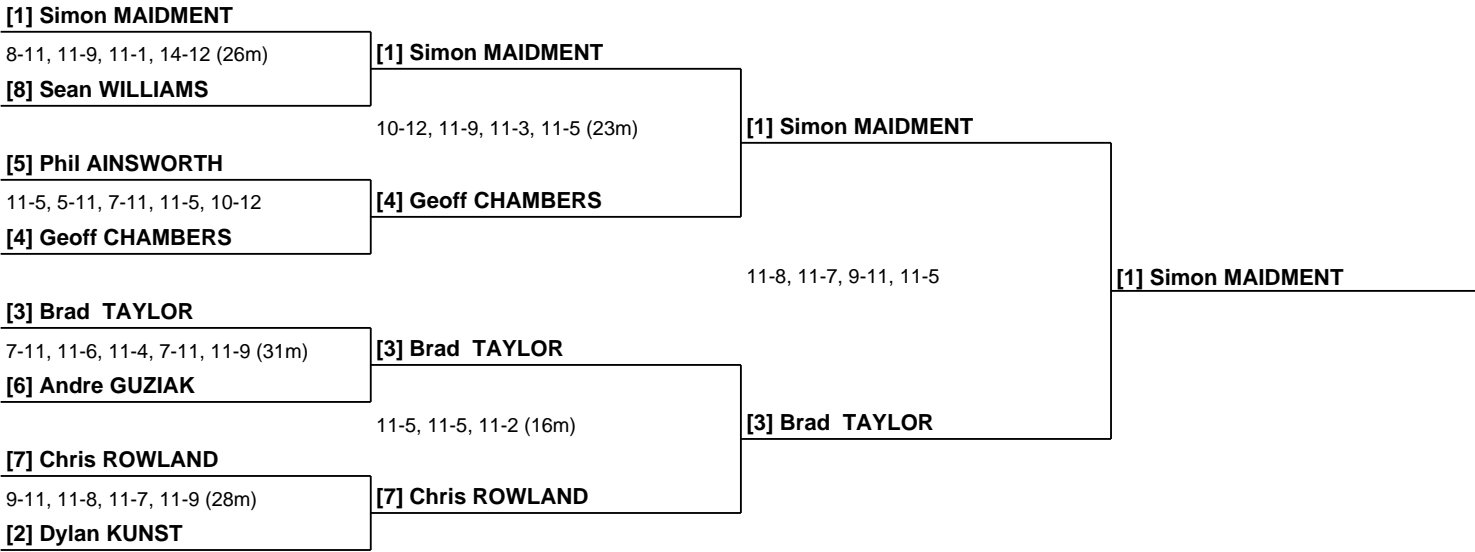 [1] Simon MAIDMENT
8-11, 11-9, 11-1, 14-12 (26m)
[8] Sean WILLIAMS
[5] Phil AINSWORTH
11-5, 5-11, 7-11, 11-5, 10-12
[4] Geoff CHAMBERS
[3] Brad  TAYLOR
7-11, 11-6, 11-4, 7-11, 11-9 (31m)
[6] Andre GUZIAK
[7] Chris ROWLAND
9-11, 11-8, 11-7, 11-9 (28m)
[2] Dylan KUNST
[1] Simon MAIDMENT
10-12, 11-9, 11-3, 11-5 (23m)
[4] Geoff CHAMBERS
[3] Brad  TAYLOR
11-5, 11-5, 11-2 (16m)
[7] Chris ROWLAND
[1] Simon MAIDMENT
11-8, 11-7, 9-11, 11-5
[3] Brad  TAYLOR
[1] Simon MAIDMENT